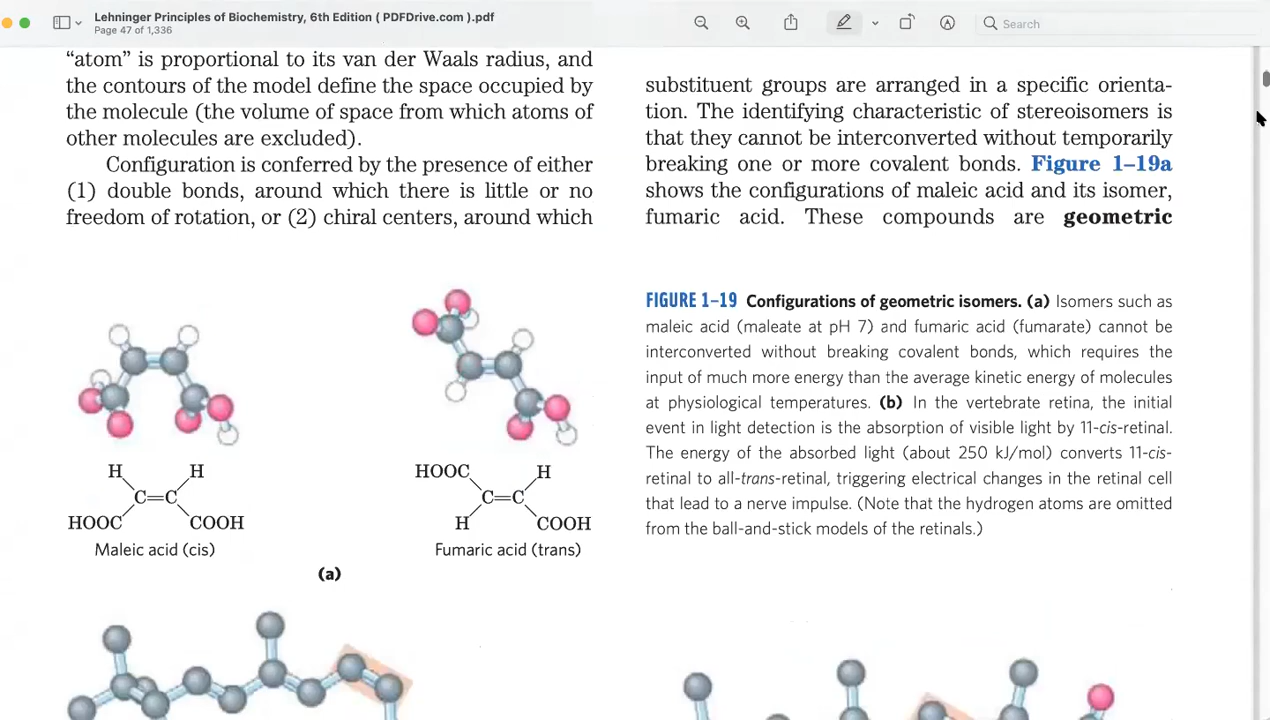 Lehninger Principles of Biochemistry, 6th Edition ( PDFDrive.com ).pdf
Page 47 of 1,336
Search
“atom” is proportional to its van der Waals radius, and
the contours of the model define the space occupied by
the molecule (the volume of space from which atoms of
other molecules are excluded).
Configuration is conferred by the presence of either
(1) double bonds, around which there is little or no
freedom of rotation, or (2) chiral centers, around which
substituent groups are arranged in a specific orienta-
tion. The identifying characteristic of stereoisomers is
that they cannot be interconverted without temporarily
breaking one or more covalent bonds. Figure 1–19a
shows the configurations of maleic acid and its isomer,
fumaric acid. These compounds are geometric
H H
C=C
HOOC COOH
Maleic acid (cis)
HOOC H
C=C
H COOH
Fumaric acid (trans)
(a)
FIGURE 1–19 Configurations of geometric isomers. (a) Isomers such as
maleic acid (maleate at pH 7) and fumaric acid (fumarate) cannot be
interconverted without breaking covalent bonds, which requires the
input of much more energy than the average kinetic energy of molecules
at physiological temperatures. (b) In the vertebrate retina, the initial
event in light detection is the absorption of visible light by 11-cis-retinal.
The energy of the absorbed light (about 250 kJ/mol) converts 11-cis-
retinal to all-trans-retinal, triggering electrical changes in the retinal cell
that lead to a nerve impulse. (Note that the hydrogen atoms are omitted
from the ball-and-stick models of the retinals.)